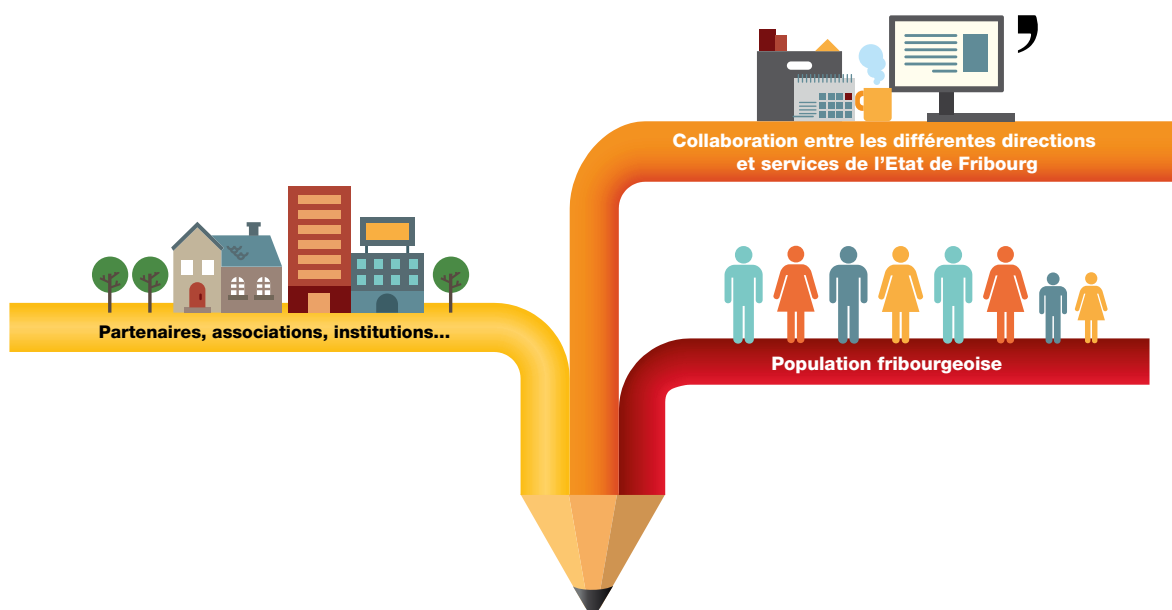 Collaboration entre les différentes directions
et services de l’Etat de Fribourg
Partenaires, associations, institutions...
Population fribourgeoise